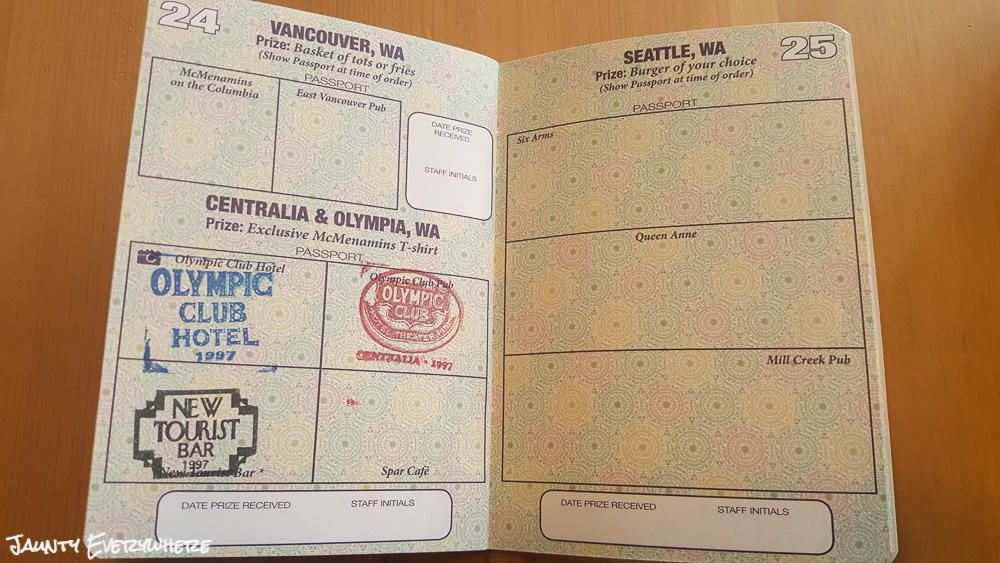 24
VANCOUVER, WA
Prize: Basket of tots or fries
(Show Passport at time of order)
PASSPORT
McMenamins
on the Columbia
East Vancouver Pub
DATE PRIZE
RECEIVED
STAFF INITIALS
CENTRALIA & OLYMPIA, WA
Prize: Exclusive McMenamins T-shirt
PASSPORT
Olympic Club Hotel
OLYMPIC
CLUB
HOTEL
1997
Olympic Club Pub
OLYMPIC
CLUB
CENTRALIA • 1997
NEW
TOURIST
BAR
1997
New Tourist Bar *
Spar Café
DATE PRIZE RECEIVED
STAFF INITIALS
25
SEATTLE, WA
Prize: Burger of your choice
(Show Passport at time of order)
PASSPORT
Six Arms
Queen Anne
Mill Creek Pub
DATE PRIZE RECEIVED
STAFF INITIALS
JAUNTY EVERYWHERE